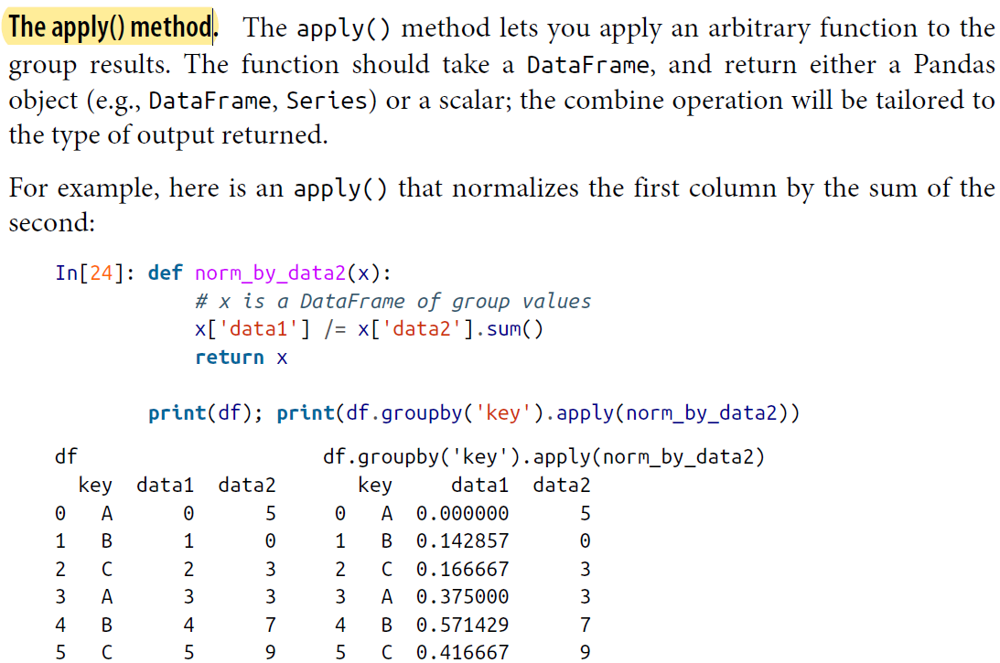 The apply() method. The apply() method lets you apply an arbitrary function to the
group results. The function should take a DataFrame, and return either a Pandas
object (e.g., DataFrame, Series) or a scalar; the combine operation will be tailored to
the type of output returned.
For example, here is an apply() that normalizes the first column by the sum of the
second:
In[24]: def norm_by_data2(x):
# x is a DataFrame of group values
x['data1'] /= x['data2'].sum()
return x
print(df); print(df.groupby('key').apply(norm_by_data2))
df df.groupby('key').apply(norm_by_data2)
key data1 data2 key data1 data2
0 A 0 5 0 A 0.000000 5
1 B 1 0 1 B 0.142857 0
2 C 2 3 2 C 0.166667 3
3 A 3 3 3 A 0.375000 3
4 B 4 7 4 B 0.571429 7
5 C 5 9 5 C 0.416667 9